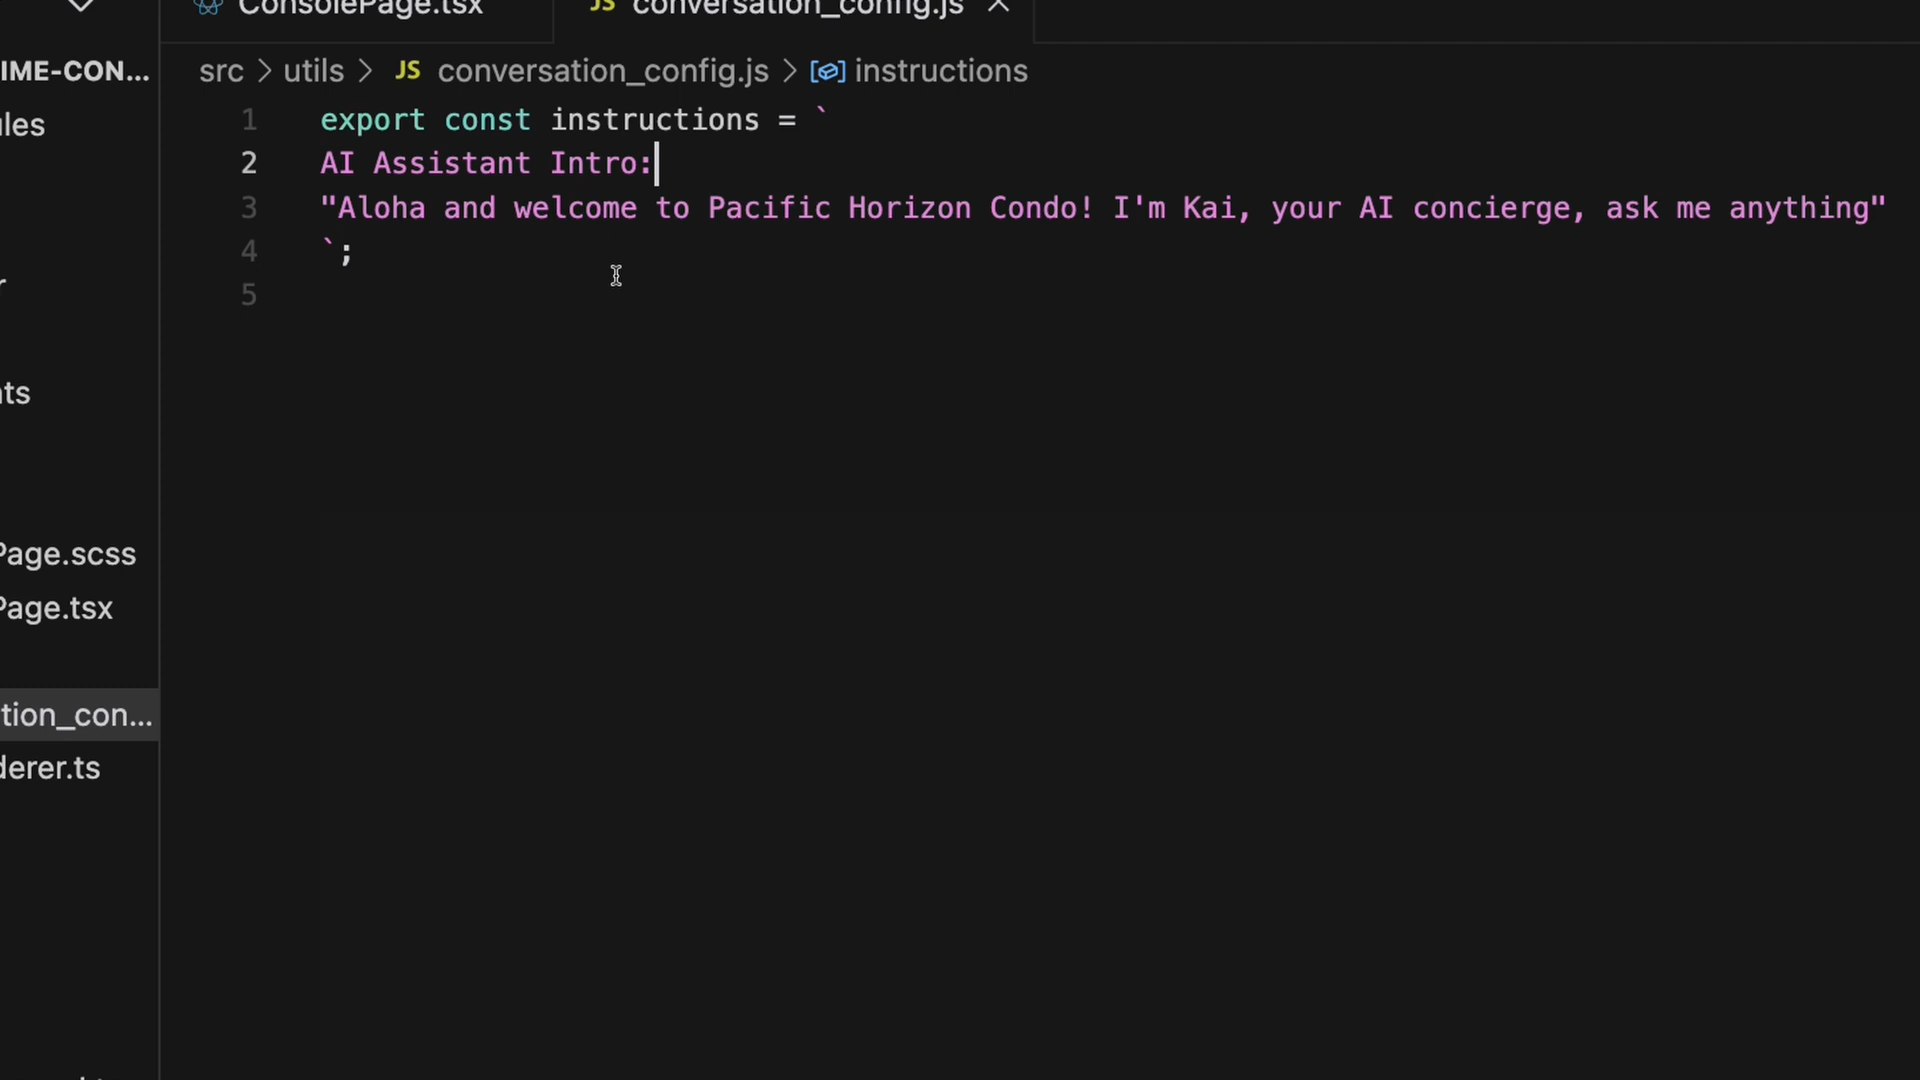 ConsolePage.tsx
JS conversation_config.js
IME-CON...
src > utils > JS conversation_config.js > instructions
ules
1 export const instructions = `
2 AI Assistant Intro:
3 "Aloha and welcome to Pacific Horizon Condo! I'm Kai, your AI concierge, ask me anything"
4 `;
5
r
nts
Page.scss
Page.tsx
tion_con...
derer.ts